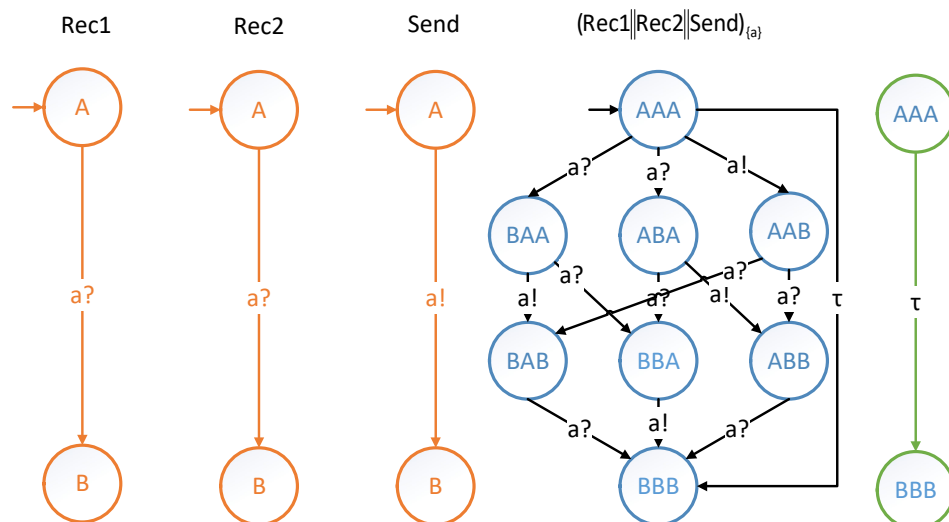 Rec1 Rec2 Send (Rec1||Rec2||Send){a}
A A A AAA AAA
a? a? a!
BAA ABA AAB
a? a?
a? a? a! a! a? a! a? τ τ
BAB BBA ABB
a? a! a?
B B B BBB BBB